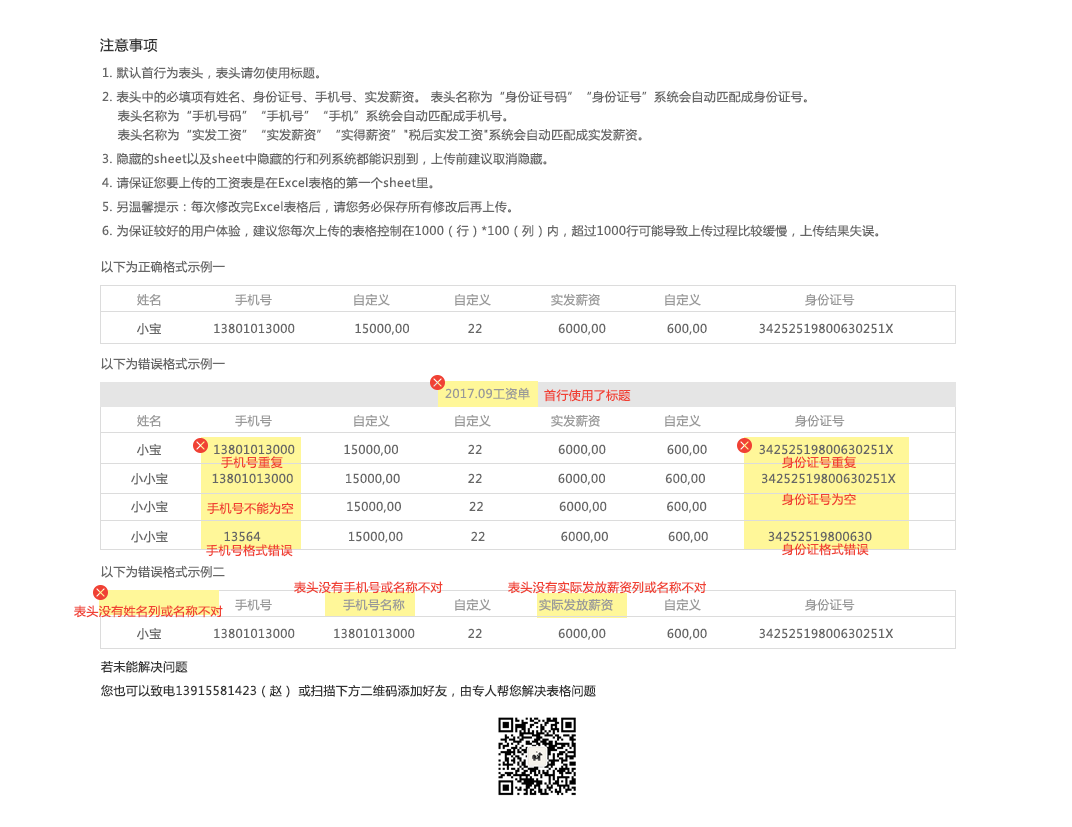 注意事项
1. 默认首行为表头，表头请勿使用标题。
2. 表头中的必填项有姓名、身份证号、手机号、实发薪资。 表头名称为“身份证号码” “身份证号”系统会自动匹配成身份证号。
表头名称为“手机号码” “手机号” “手机”系统会自动匹配成手机号。
表头名称为“实发工资” “实发薪资” “实得薪资” "税后实发工资"系统会自动匹配成实发薪资。
3. 隐藏的sheet以及sheet中隐藏的行和列系统都能识别到，上传前建议取消隐藏。
4. 请保证您要上传的工资表是在Excel表格的第一个sheet里。
5. 另温馨提示：每次修改完Excel表格后，请您务必保存所有修改后再上传。
6. 为保证较好的用户体验，建议您每次上传的表格控制在1000（行）*100（列）内，超过1000行可能导致上传过程比较缓慢，上传结果失误。
以下为正确格式示例一
姓名 手机号 自定义 自定义 实发薪资 自定义 身份证号
小宝 13801013000 15000,00 22 6000,00 600,00 34252519800630251X
以下为错误格式示例一
2017.09工资单 首行使用了标题
姓名 手机号 自定义 自定义 实发薪资 自定义 身份证号
小宝 13801013000 15000,00 22 6000,00 600,00 34252519800630251X
手机号重复 身份证号重复
小小宝 13801013000 15000,00 22 6000,00 600,00 34252519800630251X
小小宝 手机号不能为空 15000,00 22 6000,00 600,00 身份证号为空
小小宝 13564 15000,00 22 6000,00 600,00 34252519800630
手机号格式错误 身份证格式错误
以下为错误格式示例二
表头没有手机号或名称不对 表头没有实际发放薪资列或名称不对
表头没有姓名列或名称不对 手机号 手机号名称 自定义 实际发放薪资 自定义 身份证号
小宝 13801013000 13801013000 22 6000,00 600,00 34252519800630251X
若未能解决问题
您也可以致电13915581423（赵） 或扫描下方二维码添加好友，由专人帮您解决表格问题